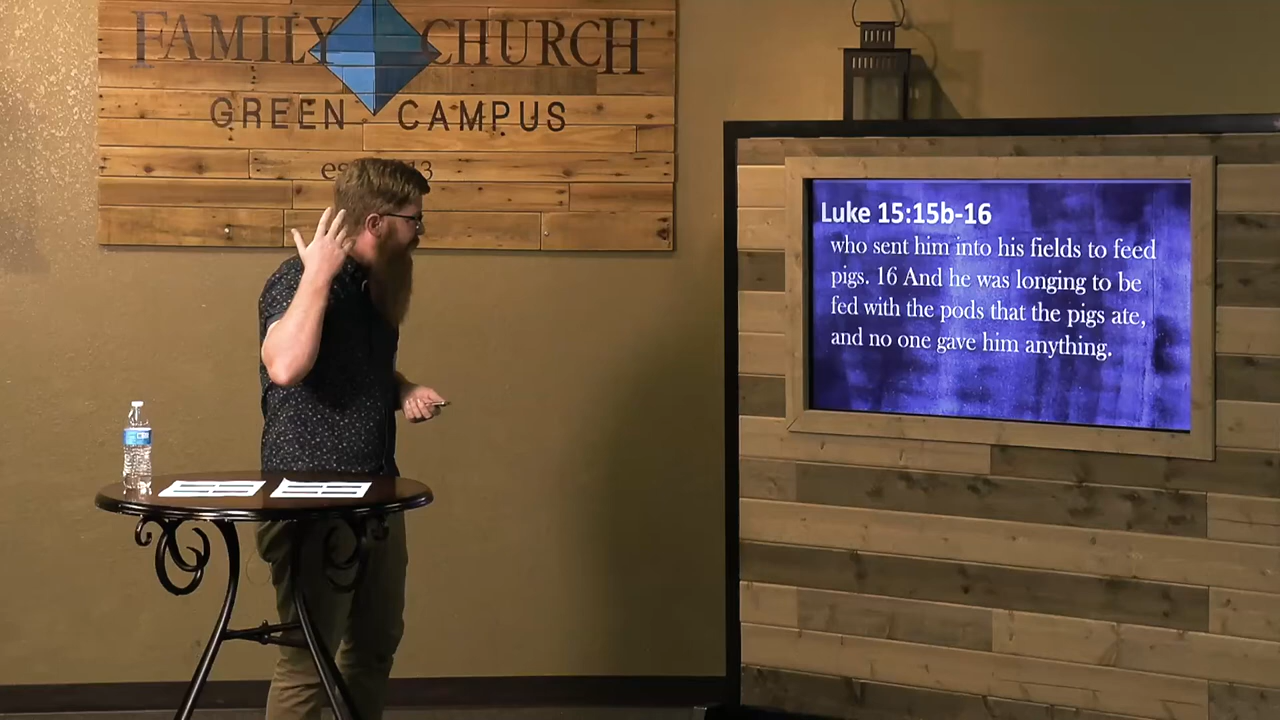 FAMILY CHURCH
GREEN CAMPUS
Luke 15:15b-16
who sent him into his fields to feed
pigs. 16 And he was longing to be
fed with the pods that the pigs ate,
and no one gave him anything.